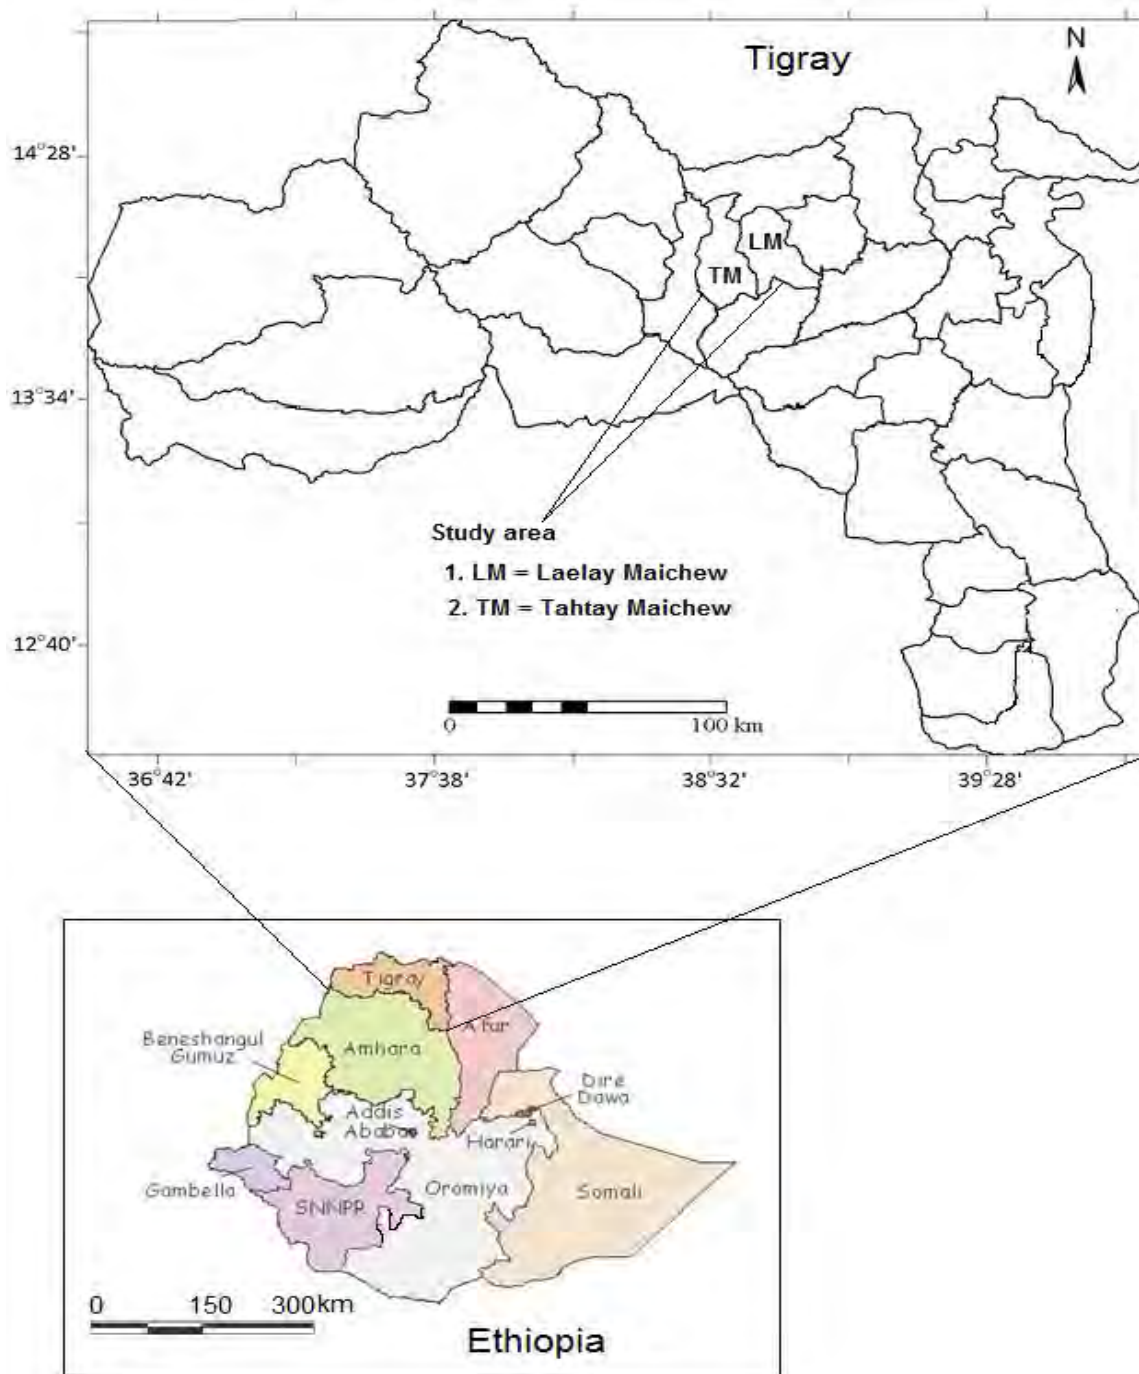 Tigray
N
14°28'
LM
TM
13°34'
Study area
1. LM = Laelay Maichew
2. TM = Tahtay Maichew
12°40'
0 100 km
36°42' 37°38' 38°32' 39°28'
Tigray
Afur
Beneshangul
Gumuz
Amhara
Dire
Dawa
Addis
Ababa
Harari
Gambella
SNNPR
Oromiya
Somali
0 150 300km
Ethiopia